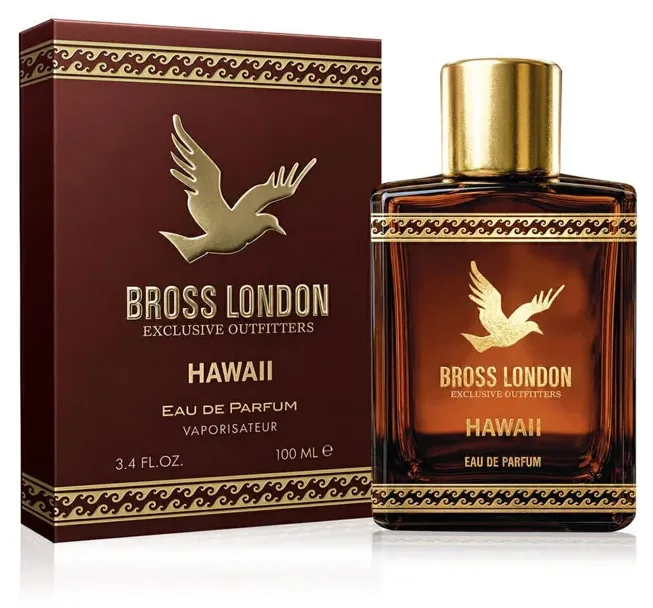 BROSS LONDON
EXCLUSIVE OUTFITTERS
HAWAII
EAU DE PARFUM
VAPORISATEUR
3.4 FL.OZ. 100 ML ℮
BROSS LONDON
EXCLUSIVE OUTFITTERS
HAWAII
EAU DE PARFUM